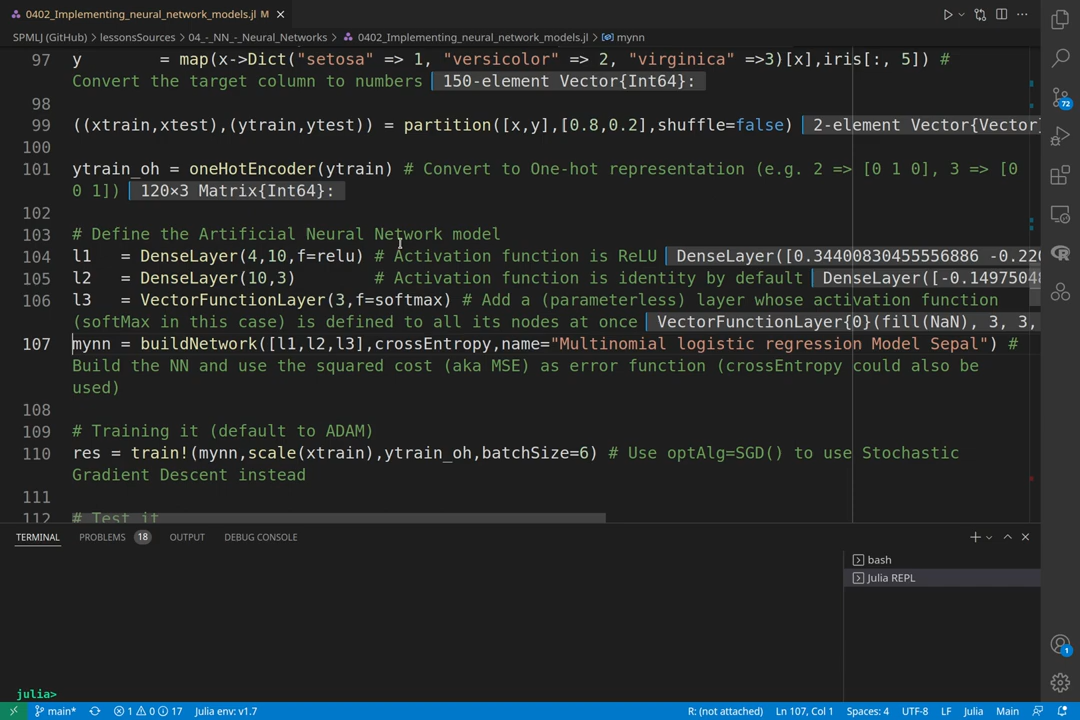 0402_Implementing_neural_network_models.jl M
SPMLJ (GitHub) > lessonsSources > 04_-_NN_-_Neural_Networks > 0402_Implementing_neural_network_models.jl > mynn
97 y = map(x->Dict("setosa" => 1, "versicolor" => 2, "virginica" =>3)[x],iris[:, 5]) #
Convert the target column to numbers 150-element Vector{Int64}:
98
99 ((xtrain,xtest),(ytrain,ytest)) = partition([x,y],[0.8,0.2],shuffle=false) 2-element Vector{Vector
100
101 ytrain_oh = oneHotEncoder(ytrain) # Convert to One-hot representation (e.g. 2 => [0 1 0], 3 => [0
0 1]) 120×3 Matrix{Int64}:
102
103 # Define the Artificial Neural Network model
104 l1 = DenseLayer(4,10,f=relu) # Activation function is ReLU DenseLayer([0.34400830455556886 -0.220
105 l2 = DenseLayer(10,3) # Activation function is identity by default DenseLayer([-0.14975048
106 l3 = VectorFunctionLayer(3,f=softmax) # Add a (parameterless) layer whose activation function
(softMax in this case) is defined to all its nodes at once VectorFunctionLayer{0}(fill(NaN), 3, 3,
107 mynn = buildNetwork([l1,l2,l3],crossEntropy,name="Multinomial logistic regression Model Sepal") #
Build the NN and use the squared cost (aka MSE) as error function (crossEntropy could also be
used)
108
109 # Training it (default to ADAM)
110 res = train!(mynn,scale(xtrain),ytrain_oh,batchSize=6) # Use optAlg=SGD() to use Stochastic
Gradient Descent instead
111
112 # Test it
TERMINAL PROBLEMS 18 OUTPUT DEBUG CONSOLE
bash
Julia REPL
julia>
72
1
main* 1 0 17 Julia env: v1.7 R: (not attached) Ln 107, Col 1 Spaces: 4 UTF-8 LF Julia Main